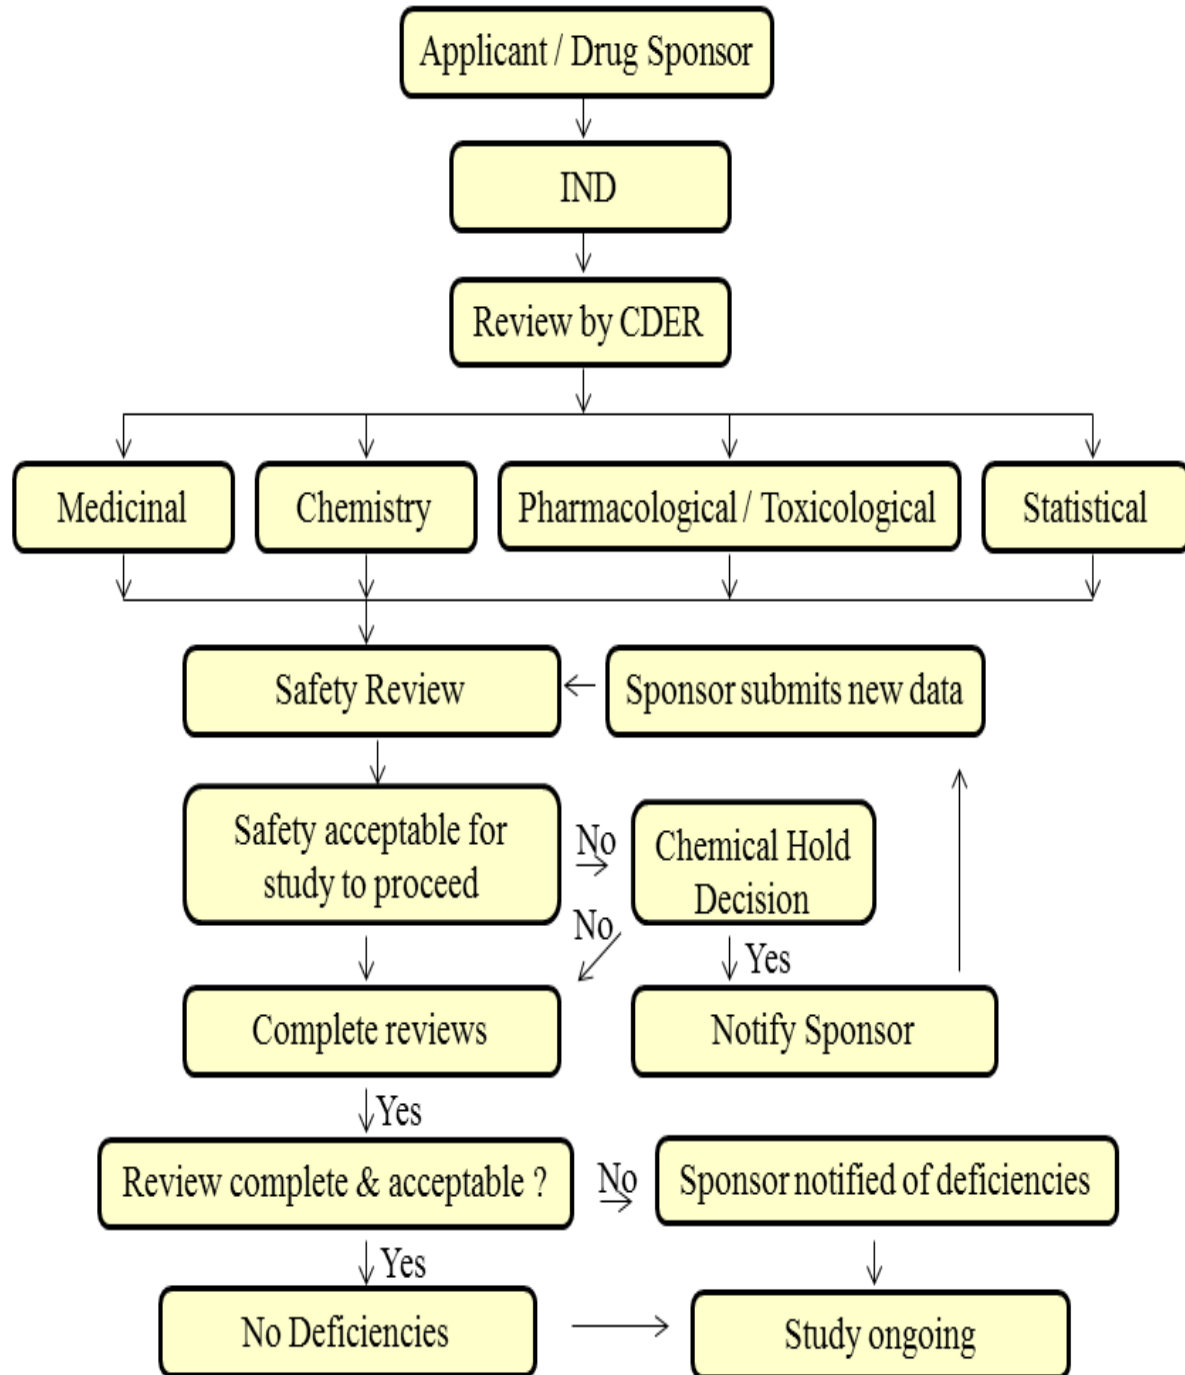 Applicant / Drug Sponsor
IND
Review by CDER
Medicinal
Chemistry
Pharmacological / Toxicological
Statistical
Safety Review
Sponsor submits new data
Safety acceptable for
study to proceed
No
Chemical Hold
Decision
No
Yes
Complete reviews
Notify Sponsor
Yes
Review complete & acceptable ?
No
Sponsor notified of deficiencies
Yes
No Deficiencies
Study ongoing